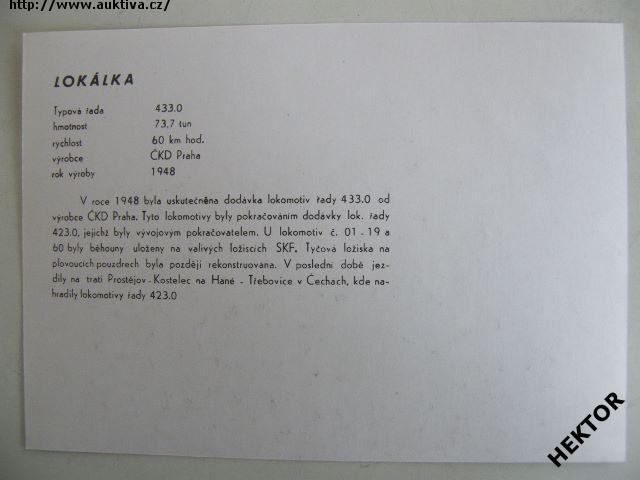 http://www.auktiva.cz/
LOKÁLKA
Typová řada 433.0
hmotnost 73,7 tun
rychlost 60 km hod.
výrobce ČKD Praha
rok výroby 1948
V roce 1948 byla uskutečněna dodávka lokomotiv řady 433.0 od
výrobce ČKD Praha. Tyto lokomotivy byly pokračováním dodávky lok. řady
423.0, jejichž byly vývojovým pokračovatelem. U lokomotiv č. 01 - 19 a
60 byly běhouny uloženy na valivých ložiscích SKF. Tyčová ložiska na
plovoucích pouzdrech byla později rekonstruována. V poslední době jez-
dily na trati Prostějov - Kostelec na Hané - Třebovice v Čechach, kde na-
hradily lokomotivy řady 423.0
HEKTOR